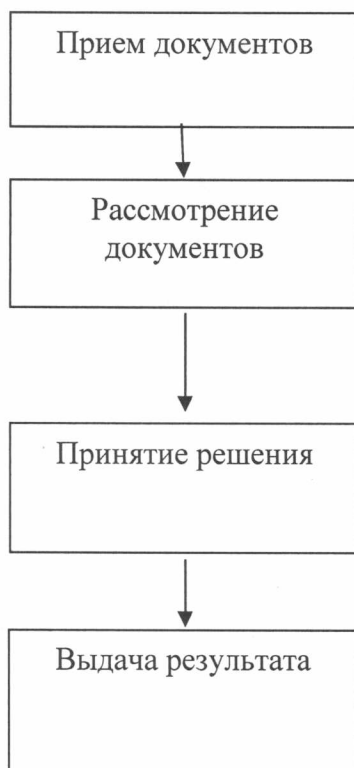 Прием документов
Рассмотрение
документов
Принятие решения
Выдача результата